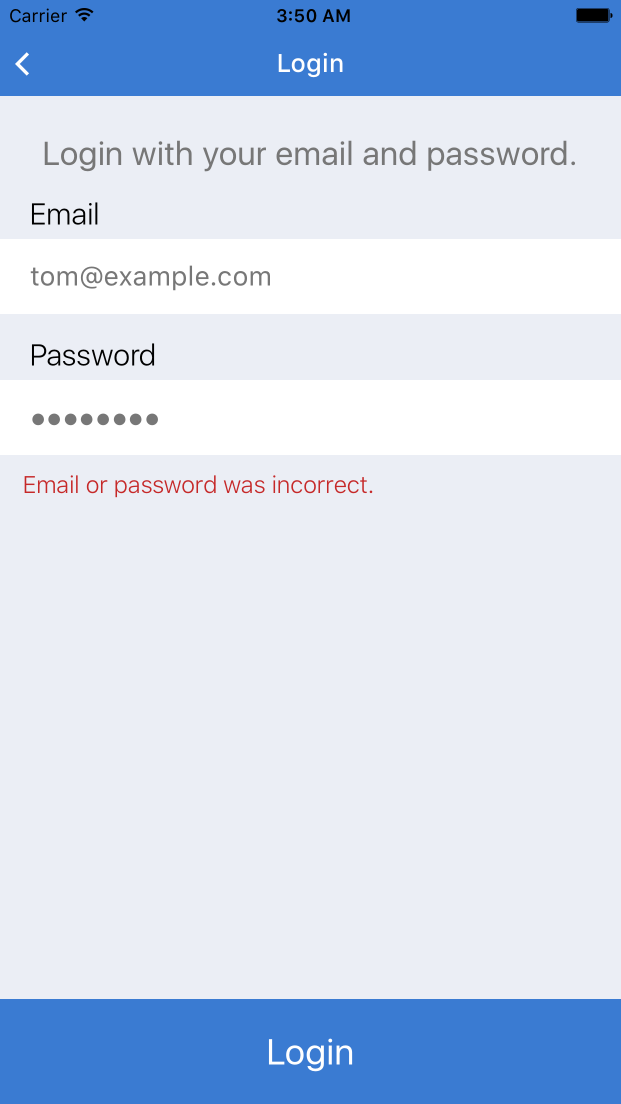 Carrier 3:50 AM
Login
Login with your email and password.
Email
tom@example.com
Password
••••••••
Email or password was incorrect.
Login